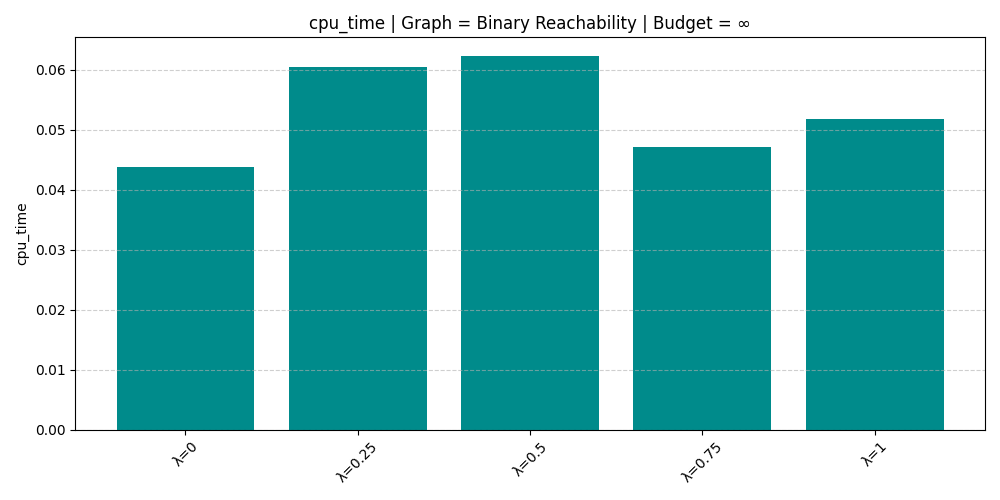 cpu_time | Graph = Binary Reachability | Budget = ∞
cpu_time
0.06
0.05
0.04
0.03
0.02
0.01
0.00
λ=0
λ=0.25
λ=0.5
λ=0.75
λ=1